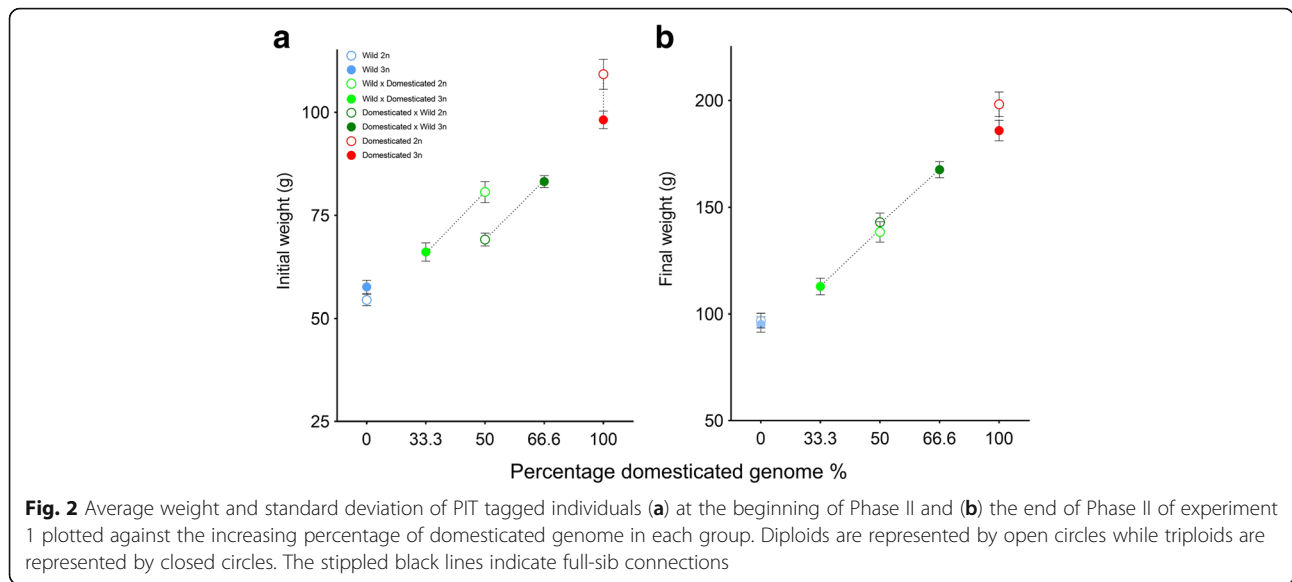 a
Wild 2n
Wild 3n
Wild x Domesticated 2n
Wild x Domesticated 3n
Domesticated x Wild 2n
Domesticated x Wild 3n
Domesticated 2n
Domesticated 3n
Initial weight (g)
100
75
50
25
0 33.3 50 66.6 100
b
Final weight (g)
200
150
100
50
0 33.3 50 66.6 100
Percentage domesticated genome %
Fig. 2 Average weight and standard deviation of PIT tagged individuals (a) at the beginning of Phase II and (b) the end of Phase II of experiment
1 plotted against the increasing percentage of domesticated genome in each group. Diploids are represented by open circles while triploids are
represented by closed circles. The stippled black lines indicate full-sib connections